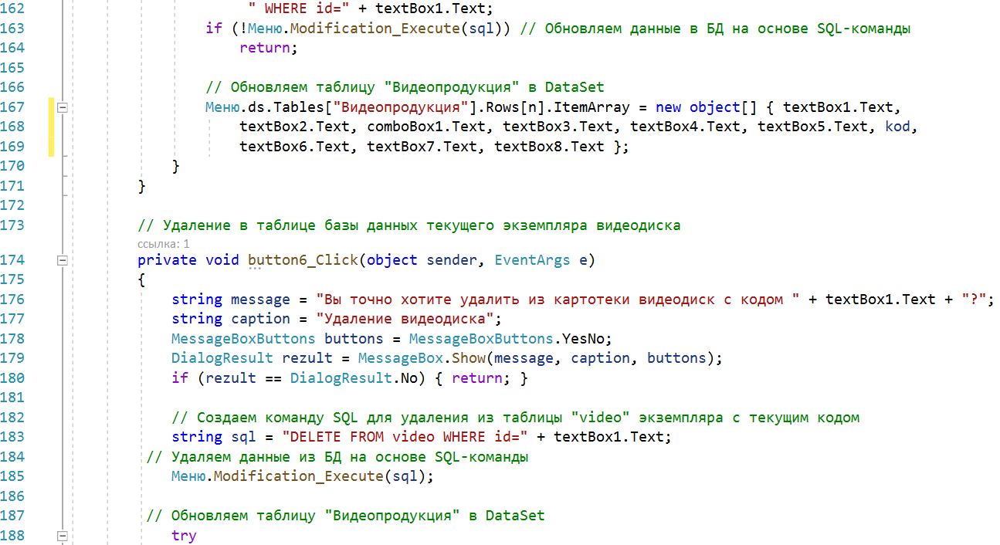 162 " WHERE id=" + textBox1.Text;
163 if (!Меню.Modification_Execute(sql)) // Обновляем данные в БД на основе SQL-команды
164 return;
165
166 // Обновляем таблицу "Видеопродукция" в DataSet
167 Меню.ds.Tables["Видеопродукция"].Rows[n].ItemArray = new object[] { textBox1.Text,
168 textBox2.Text, comboBox1.Text, textBox3.Text, textBox4.Text, textBox5.Text, kod,
169 textBox6.Text, textBox7.Text, textBox8.Text };
170 }
171 }
172
173 // Удаление в таблице базы данных текущего экземпляра видеодиска
ссылка: 1
174 private void button6_Click(object sender, EventArgs e)
175 {
176 string message = "Вы точно хотите удалить из картотеки видеодиск с кодом " + textBox1.Text + "?";
177 string caption = "Удаление видеодиска";
178 MessageBoxButtons buttons = MessageBoxButtons.YesNo;
179 DialogResult rezult = MessageBox.Show(message, caption, buttons);
180 if (rezult == DialogResult.No) { return; }
181
182 // Создаем команду SQL для удаления из таблицы "video" экземпляра с текущим кодом
183 string sql = "DELETE FROM video WHERE id=" + textBox1.Text;
184 // Удаляем данные из БД на основе SQL-команды
185 Меню.Modification_Execute(sql);
186
187 // Обновляем таблицу "Видеопродукция" в DataSet
188 try